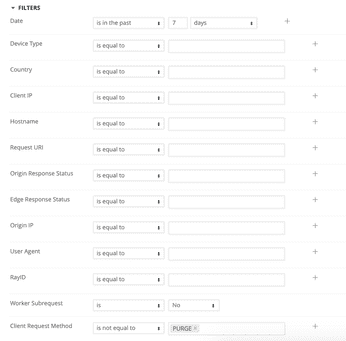 FILTERS
Date is in the past 7 days +
Device Type is equal to +
Country is equal to +
Client IP is equal to +
Hostname is equal to +
Request URI is equal to +
Origin Response Status is equal to +
Edge Response Status is equal to +
Origin IP is equal to +
User Agent is equal to +
RayID is equal to +
Worker Subrequest is No
Client Request Method is not equal to PURGE × +